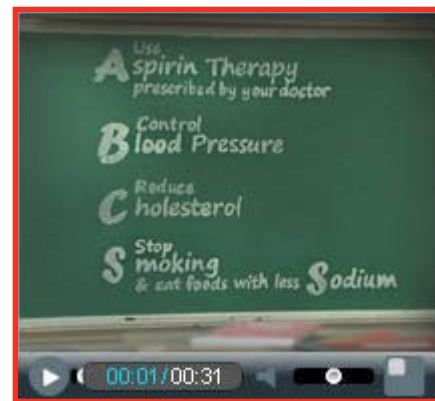 Use
Aspirin Therapy
prescribed by your doctor
Control
Blood Pressure
Reduce
Cholesterol
Stop
Smoking
& eat foods with less Sodium
00:01/00:31